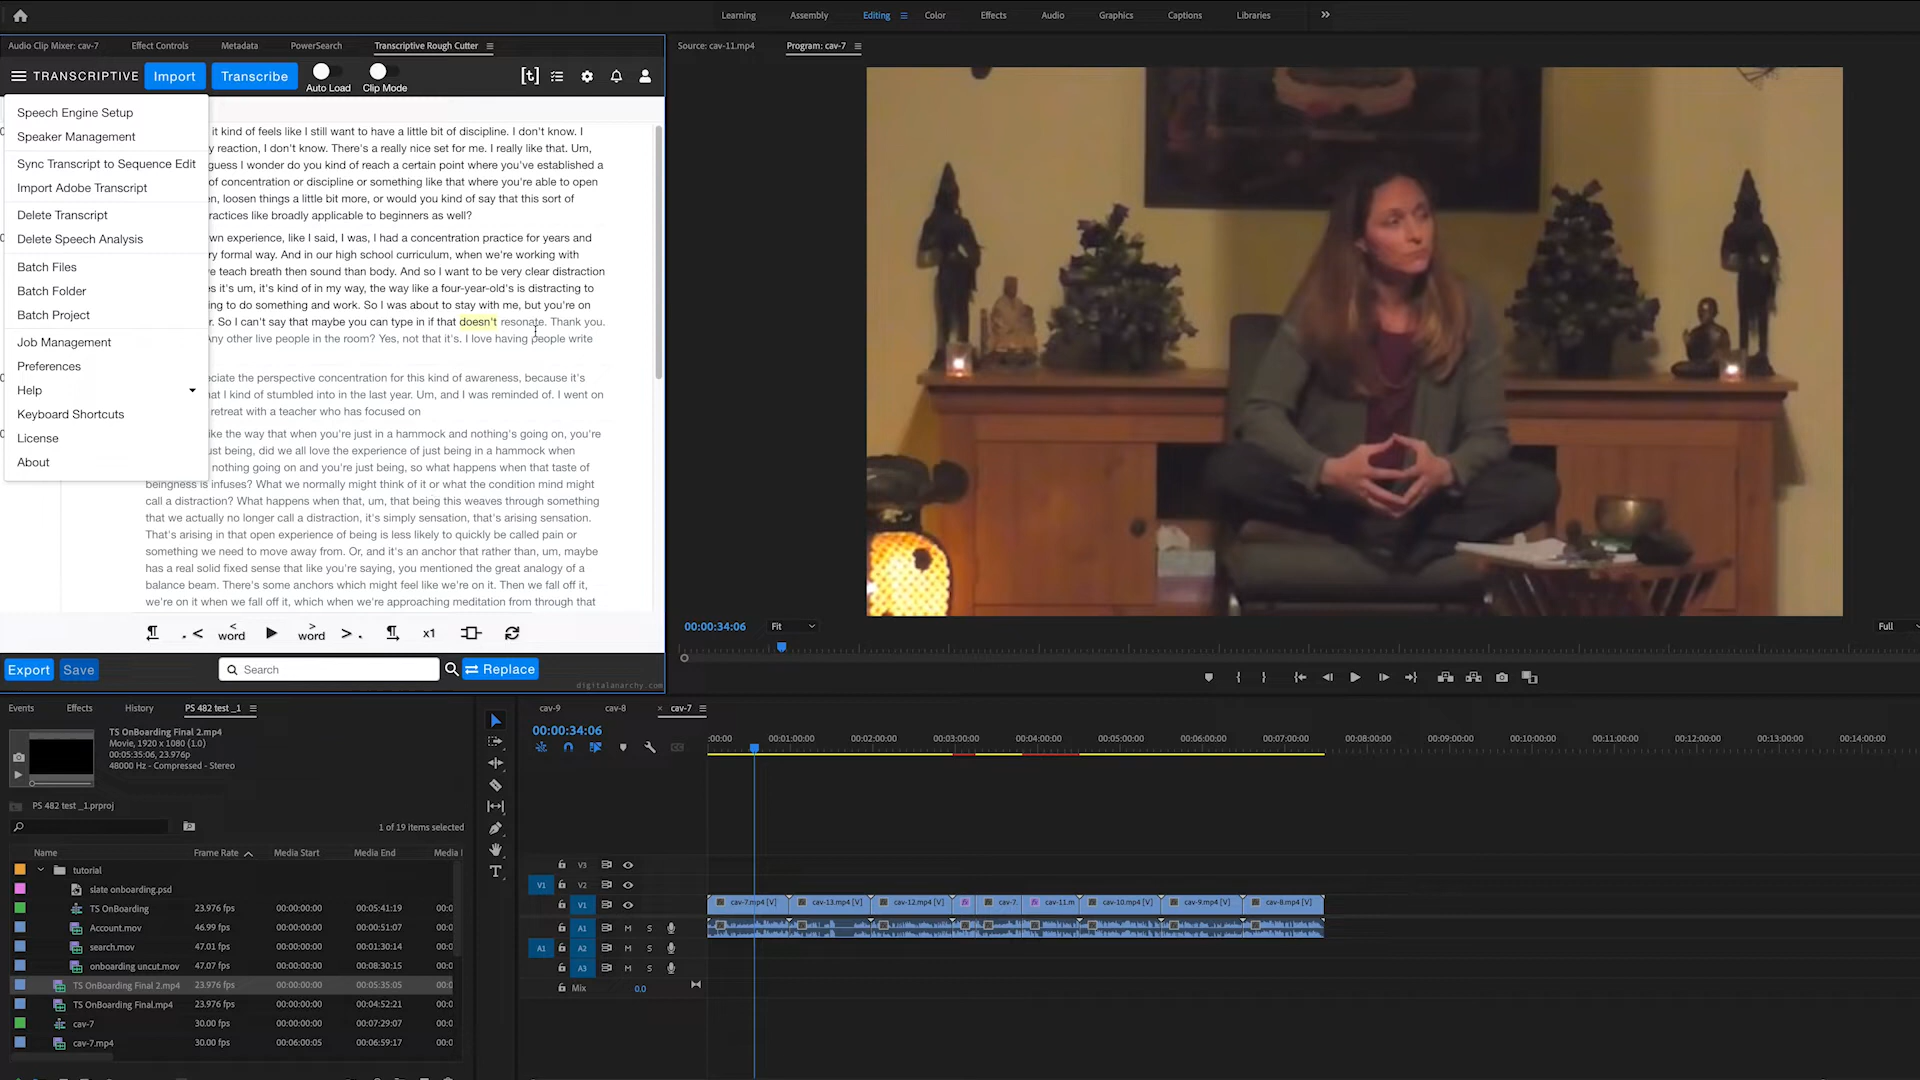 Learning Assembly Editing Color Effects Audio Graphics Captions Libraries
Audio Clip Mixer: cav-7 Effect Controls Metadata PowerSearch Transcriptive Rough Cutter
Source: cav-11.mp4 Program: cav-7
TRANSCRIPTIVE Import Transcribe Auto Load Clip Mode [t]
Speech Engine Setup
Speaker Management
Sync Transcript to Sequence Edit
Import Adobe Transcript
Delete Transcript
Delete Speech Analysis
Batch Files
Batch Folder
Batch Project
Job Management
Preferences
Help
Keyboard Shortcuts
License
About
it kind of feels like I still want to have a little bit of discipline. I don't know. I
y reaction, I don't know. There's a really nice set for me. I really like that. Um,
guess I wonder do you kind of reach a certain point where you've established a
of concentration or discipline or something like that where you're able to open
n, loosen things a little bit more, or would you kind of say that this sort of
ractices like broadly applicable to beginners as well?
wn experience, like I said, I was, I had a concentration practice for years and
ry formal way. And in our high school curriculum, when we're working with
e teach breath then sound than body. And so I want to be very clear distraction
s it's um, it's kind of in my way, the way like a four-year-old's is distracting to
ing to do something and work. So I was about to stay with me, but you're on
r. So I can't say that maybe you can type in if that doesn't resonate. Thank you.
ny other live people in the room? Yes, not that it's. I love having people write
eciate the perspective concentration for this kind of awareness, because it's
hat I kind of stumbled into in the last year. Um, and I was reminded of. I went on
retreat with a teacher who has focused on
ike the way that when you're just in a hammock and nothing's going on, you're
ust being, did we all love the experience of just being in a hammock when
nothing going on and you're just being, so what happens when that taste of
beingness is infuses? What we normally might think of it or what the condition mind might
call a distraction? What happens when that, um, that being this weaves through something
that we actually no longer call a distraction, it's simply sensation, that's arising sensation.
That's arising in that open experience of being is less likely to quickly be called pain or
something we need to move away from. Or, and it's an anchor that rather than, um, maybe
has a real solid fixed sense that like you're saying, you mentioned the great analogy of a
balance beam. There's some anchors which might feel like we're on it. Then we fall off it,
we're on it when we fall off it, which when we're approaching meditation from through that
. < < word > word > . x1
Export Save Search Replace
digitalanarchy.com
00:00:34:06 Fit Full
Events Effects History PS 482 test _1
TS OnBoarding Final 2.mp4
Movie, 1920 x 1080 (1.0)
00:05:35:06, 23.976p
48000 Hz - Compressed - Stereo
PS 482 test _1.prproj
1 of 19 items selected
Name Frame Rate Media Start Media End Media
tutorial
slate onboarding.psd
TS OnBoarding 23.976 fps 00:00:00:00 00:05:41:19 00:0
Account.mov 46.99 fps 00:00:00:00 00:00:51:07 00:0
search.mov 47.01 fps 00:00:00:00 00:01:30:14 00:0
onboarding uncut.mov 47.07 fps 00:00:00:00 00:08:30:15 00:0
TS OnBoarding Final 2.mp4 23.976 fps 00:00:00:00 00:05:35:05 00:0
TS OnBoarding Final.mp4 23.976 fps 00:00:00:00 00:04:52:21 00:0
cav-7 30.00 fps 00:00:00:00 00:07:29:07 00:0
cav-7.mp4 30.00 fps 00:06:00:05 00:06:59:17 00:0
cav-9 cav-8 × cav-7
00:00:34:06
:00:00 00:01:00:00 00:02:00:00 00:03:00:00 00:04:00:00 00:05:00:00 00:06:00:00 00:07:00:00 00:08:00:00 00:09:00:00 00:10:00:00 00:11:00:00 00:12:00:00 00:13:00:00 00:14:00:00
V3
V1 V2
V1 cav-7.mp4 [V] cav-13.mp4 [V] cav-12.mp4 [V] cav-7. cav-11.m cav-10.mp4 [V] cav-9.mp4 [V] cav-8.mp4 [V]
A1 M S
A1 A2 M S
A3 M S
Mix 0.0